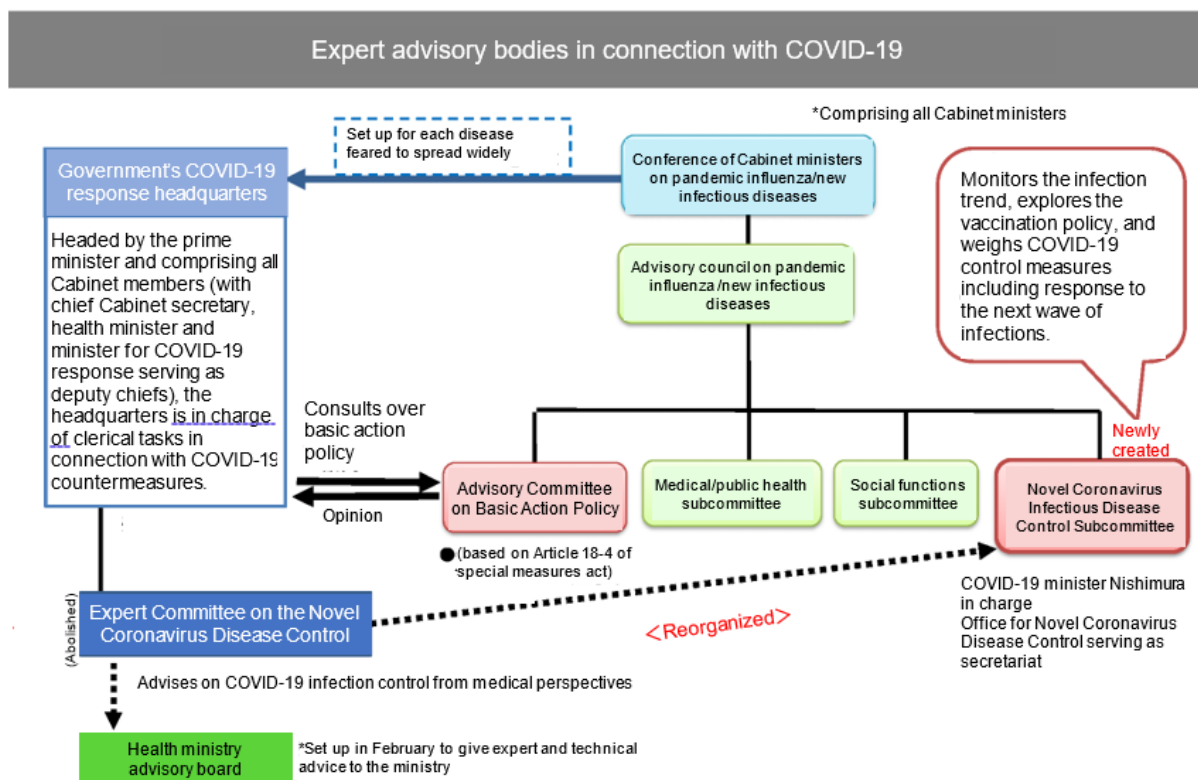 Expert advisory bodies in connection with COVID-19
*Comprising all Cabinet ministers
Set up for each disease
feared to spread widely
Government's COVID-19
response headquarters
Conference of Cabinet ministers
on pandemic influenza/new
infectious diseases
Monitors the infection
trend, explores the
vaccination policy, and
weighs COVID-19
control measures
including response to
the next wave of
infections.
Headed by the prime
minister and comprising all
Cabinet members (with
chief Cabinet secretary,
health minister and
minister for COVID-19
response serving as
deputy chiefs), the
headquarters is in charge
of clerical tasks in
connection with COVID-19
countermeasures.
Advisory council on pandemic
influenza/new infectious
diseases
Consults over
basic action
policy
Opinion
Newly
created
Advisory Committee
on Basic Action Policy
Medical/public health
subcommittee
Social functions
subcommittee
Novel Coronavirus
Infectious Disease
Control Subcommittee
●(based on Article 18-4 of
special measures act)
COVID-19 minister Nishimura
in charge
Office for Novel Coronavirus
Disease Control serving as
secretariat
(Abolished)
Expert Committee on the Novel
Coronavirus Disease Control
<Reorganized>
Advises on COVID-19 infection control from medical perspectives
Health ministry
advisory board
*Set up in February to give expert and technical
advice to the ministry